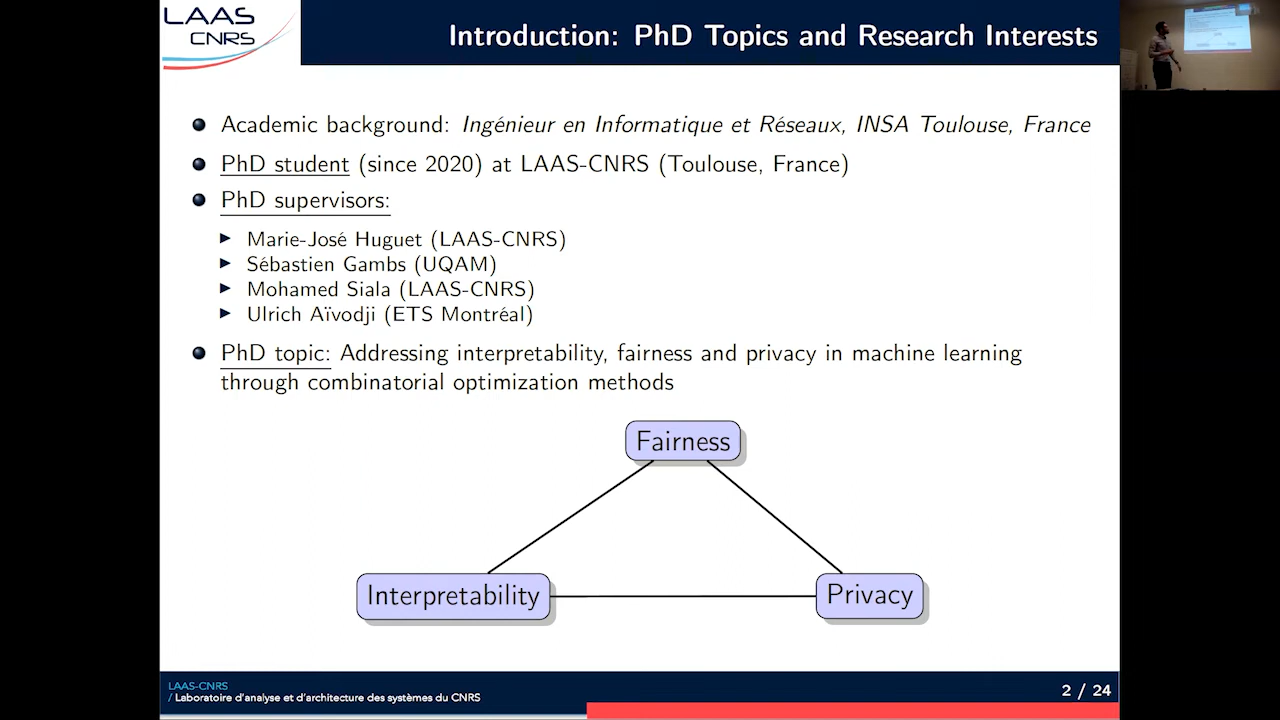 LAAS
CNRS
Introduction: PhD Topics and Research Interests
Academic background: Ingénieur en Informatique et Réseaux, INSA Toulouse, France
PhD student (since 2020) at LAAS-CNRS (Toulouse, France)
PhD supervisors:
Marie-José Huguet (LAAS-CNRS)
Sébastien Gambs (UQAM)
Mohamed Siala (LAAS-CNRS)
Ulrich Aïvodji (ETS Montréal)
PhD topic: Addressing interpretability, fairness and privacy in machine learning
through combinatorial optimization methods
Fairness
Interpretability
Privacy
LAAS-CNRS
/ Laboratoire d'analyse et d'architecture des systèmes du CNRS
2 / 24